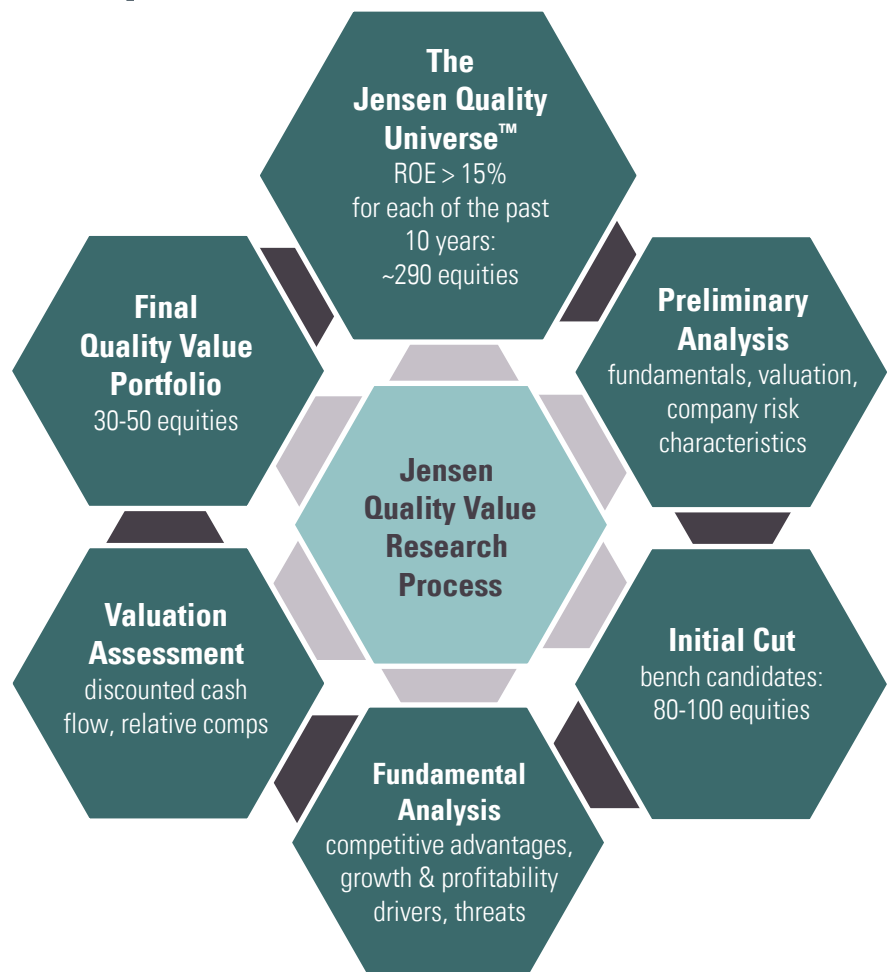 The
Jensen Quality
Universe™
ROE > 15%
for each of the past
10 years:
~290 equities
Preliminary
Analysis
fundamentals, valuation,
company risk
characteristics
Initial Cut
bench candidates:
80-100 equities
Fundamental
Analysis
competitive advantages,
growth & profitability
drivers, threats
Valuation
Assessment
discounted cash
flow, relative comps
Final
Quality Value
Portfolio
30-50 equities
Jensen
Quality Value
Research
Process